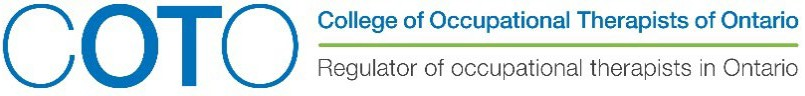 COTO College of Occupational Therapists of Ontario
Regulator of occupational therapists in Ontario